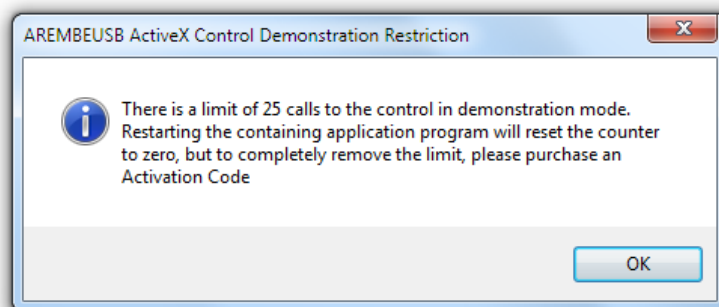 AREMBEUSB ActiveX Control Demonstration Restriction
There is a limit of 25 calls to the control in demonstration mode.
Restarting the containing application program will reset the counter
to zero, but to completely remove the limit, please purchase an
Activation Code
OK